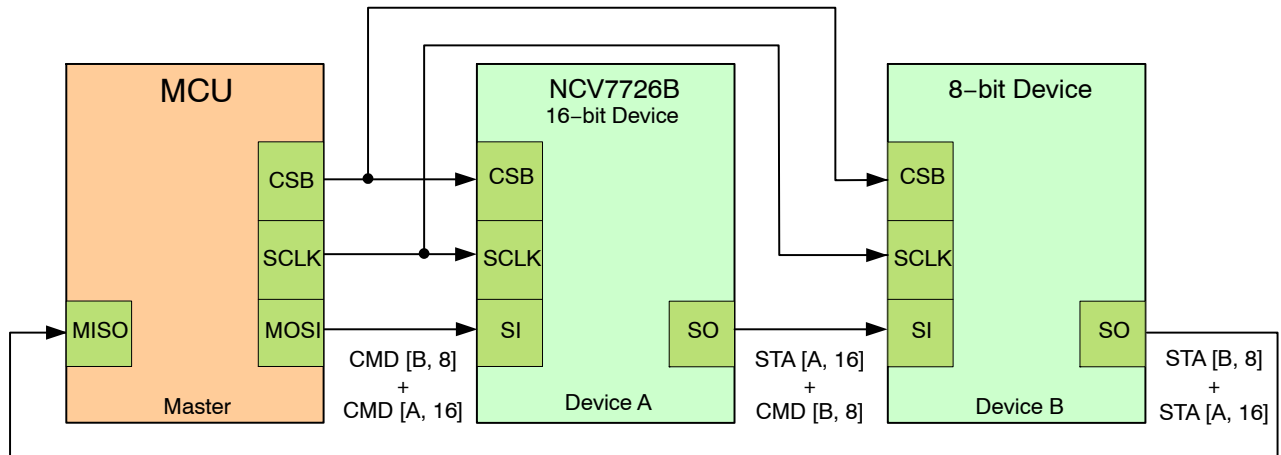 MCU
CSB
SCLK
MOSI
MISO
Master
CMD [B, 8]
+
CMD [A, 16]
NCV7726B
16−bit Device
CSB
SCLK
SI
SO
Device A
STA [A, 16]
+
CMD [B, 8]
8−bit Device
CSB
SCLK
SI
SO
Device B
STA [B, 8]
+
STA [A, 16]